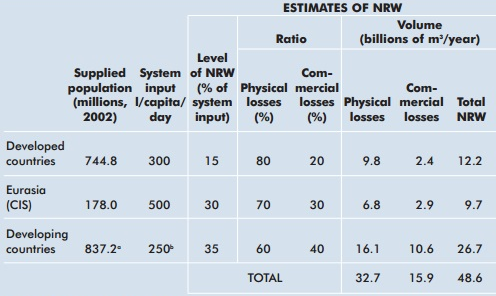 ESTIMATES OF NRW
Ratio
Volume
(billions of m³/year)
Supplied population (millions, 2002)
System input l/capita/ day
Level of NRW (% of system input)
Physical losses (%)
Com- mercial losses (%)
Physical losses
Com- mercial losses
Total NRW
Developed countries 744.8 300 15 80 20 9.8 2.4 12.2
Eurasia (CIS) 178.0 500 30 70 30 6.8 2.9 9.7
Developing countries 837.2ᵃ 250ᵇ 35 60 40 16.1 10.6 26.7
TOTAL 32.7 15.9 48.6